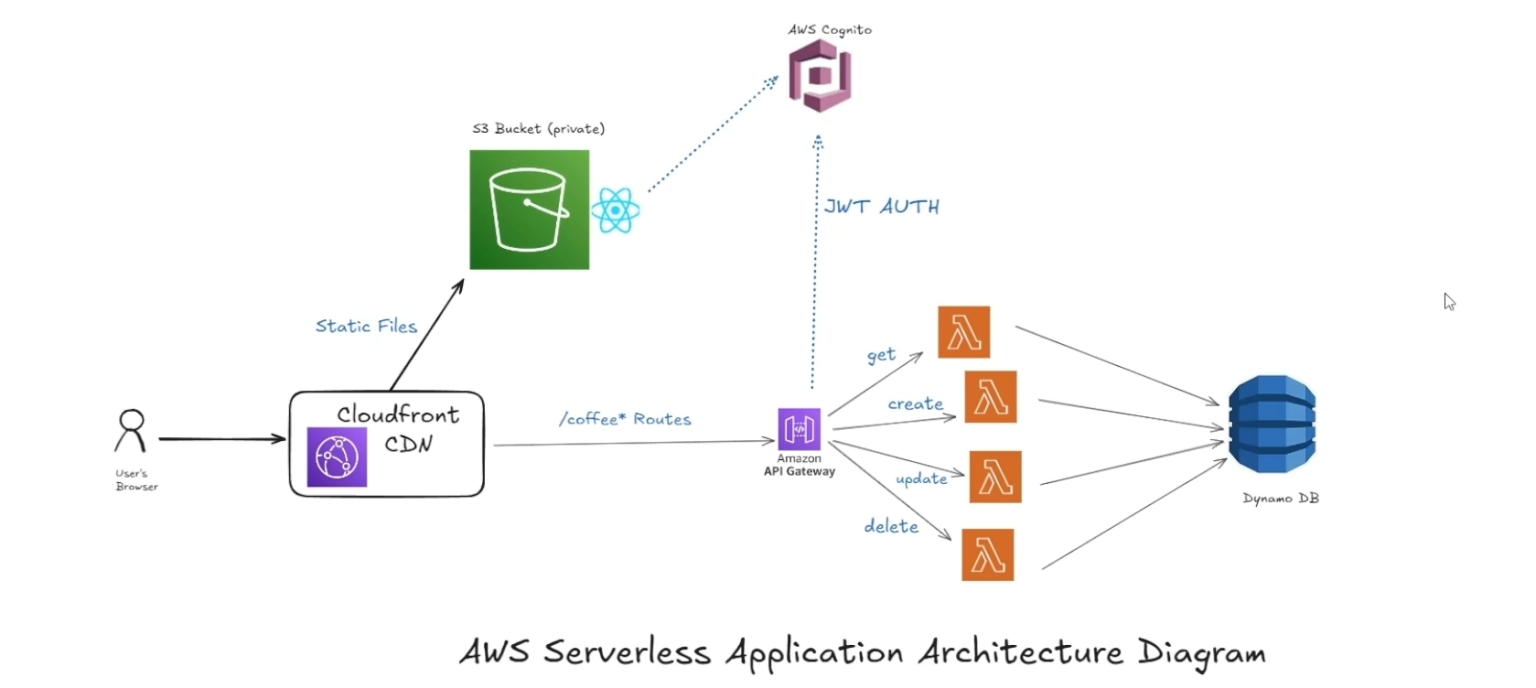 AWS Cognito
S3 Bucket (private)
JWT AUTH
Static Files
get
Cloudfront
CDN
/coffee* Routes
create
Amazon
API Gateway
User's
Browser
update
Dynamo DB
delete
AWS Serverless Application Architecture Diagram